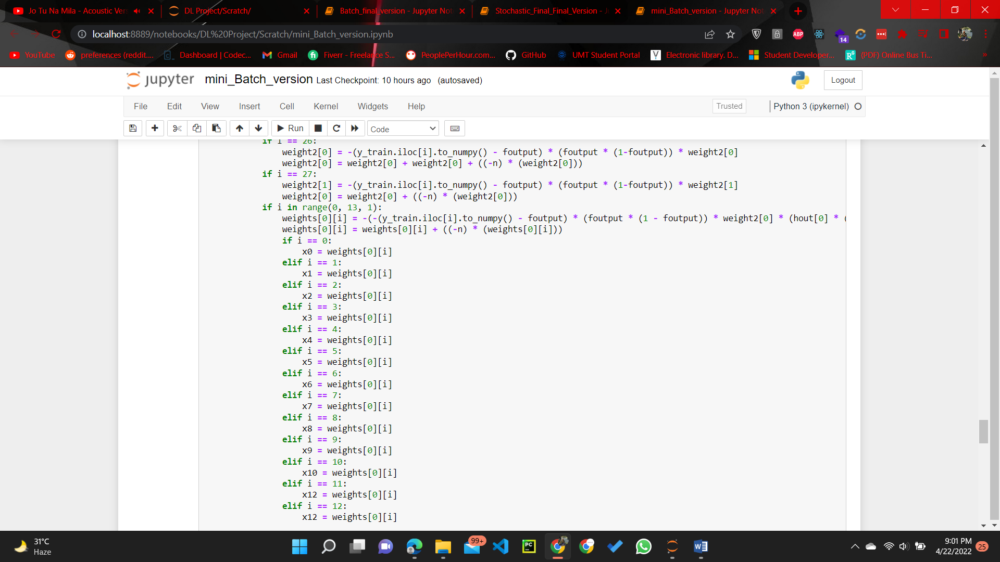 Jo Tu Na Mila - Acoustic Ver
DL Project/Scratch/
Batch_final_version - Jupyter Not
Stochastic_Final_Final_Version - J
mini_Batch_version - Jupyter Not
localhost:8889/notebooks/DL%20Project/Scratch/mini_Batch_version.ipynb
ABP
14
YouTube
preferences (reddit....
Dashboard | Codec...
Gmail
Fiverr - Freelance S...
PeoplePerHour.com...
GitHub
UMT Student Portal
Electronic library. D...
Student Developer...
(PDF) Online Bus Ti...
jupyter mini_Batch_version Last Checkpoint: 10 hours ago (autosaved)
Logout
File Edit View Insert Cell Kernel Widgets Help
Trusted
Python 3 (ipykernel)
Run
Code
if i == 26:
weight2[0] = -(y_train.iloc[i].to_numpy() - foutput) * (foutput * (1-foutput)) * weight2[0]
weight2[0] = weight2[0] + weight2[0] + ((-n) * (weight2[0]))
if i == 27:
weight2[1] = -(y_train.iloc[i].to_numpy() - foutput) * (foutput * (1-foutput)) * weight2[1]
weight2[0] = weight2[0] + ((-n) * (weight2[0]))
if i in range(0, 13, 1):
weights[0][i] = -(-(y_train.iloc[i].to_numpy() - foutput) * (foutput * (1 - foutput)) * weight2[0] * (hout[0] * (
weights[0][i] = weights[0][i] + ((-n) * (weights[0][i]))
if i == 0:
x0 = weights[0][i]
elif i == 1:
x1 = weights[0][i]
elif i == 2:
x2 = weights[0][i]
elif i == 3:
x3 = weights[0][i]
elif i == 4:
x4 = weights[0][i]
elif i == 5:
x5 = weights[0][i]
elif i == 6:
x6 = weights[0][i]
elif i == 7:
x7 = weights[0][i]
elif i == 8:
x8 = weights[0][i]
elif i == 9:
x9 = weights[0][i]
elif i == 10:
x10 = weights[0][i]
elif i == 11:
x12 = weights[0][i]
elif i == 12:
x12 = weights[0][i]
31°C
Haze
99+
PC
9:01 PM
4/22/2022
25